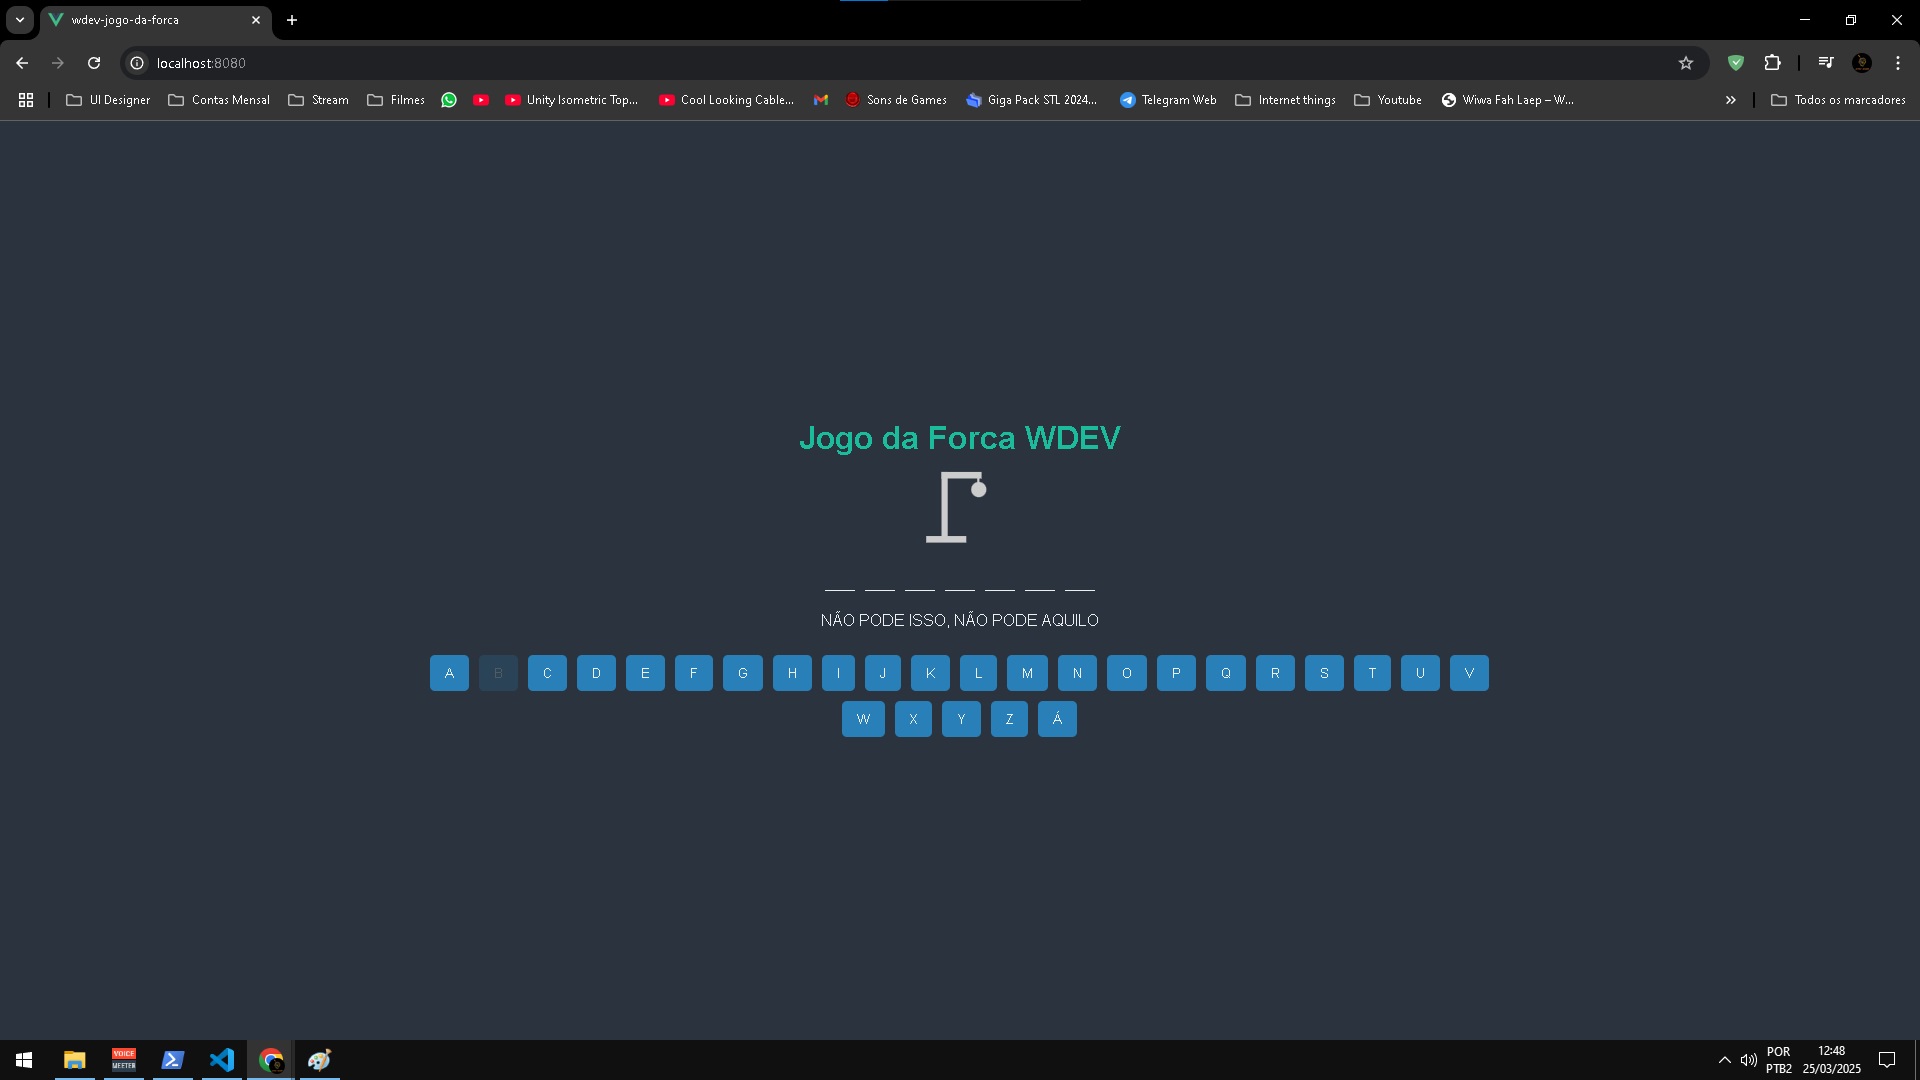 wdev-jogo-da-forca
localhost:8080
UI Designer
Contas Mensal
Stream
Filmes
Unity Isometric Top...
Cool Looking Cable...
Sons de Games
Giga Pack STL 2024...
Telegram Web
Internet things
Youtube
Wiwa Fah Laep – W...
Todos os marcadores
Jogo da Forca WDEV
NÃO PODE ISSO, NÃO PODE AQUILO
A B C D E F G H I J K L M N O P Q R S T U V
W X Y Z Á
VOICE
MEETER
POR
PTB2
12:48
25/03/2025